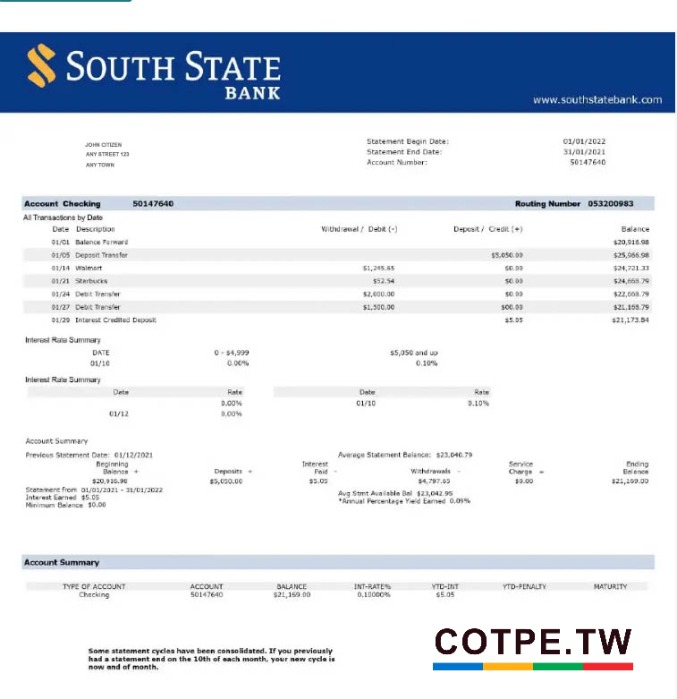 SOUTH STATE
BANK
www.southstatebank.com
JOHN CITIZEN
ANY STREET 123
ANY TOWN
Statement Begin Date: 01/01/2022
Statement End Date: 31/01/2021
Account Number: 50147640
Account Checking 50147640 Routing Number 053200983
All Transactions by Date
Date Description Withdrawal / Debit (-) Deposit / Credit (+) Balance
01/01 Balance Forward $20,916.98
01/05 Deposit Transfer $5,050.00 $25,966.98
01/14 Walmart $1,245.65 $0.00 $24,721.33
01/21 Starbucks $52.54 $0.00 $24,668.79
01/24 Debit Transfer $2,000.00 $0.00 $22,668.79
01/27 Debit Transfer $1,500.00 $00.00 $21,168.79
01/29 Interest Credited Deposit $5.05 $21,173.84
Interest Rate Summary
DATE 0 - $4,999 $5,050 and up
01/10 0.00% 0.10%
Interest Rate Summary
Date Rate Date Rate
0.00% 01/10 0.10%
01/12 0.00%
Account Summary
Previous Statement Date: 01/12/2021 Average Statement Balance: $23,040.79
Beginning Interest Service Ending
Balance + Deposits + Paid - Withdrawals - Charge = Balance
$20,916.98 $5,050.00 $5.05 $4,797.65 $0.00 $21,169.00
Statement from 01/01/2021 - 31/01/2022
Interest Earned $5.05
Minimum Balance $0.00
Avg Stmt Available Bal $23,042.95
*Annual Percentage Yield Earned 0.09%
Account Summary
TYPE OF ACCOUNT ACCOUNT BALANCE INT-RATE% YTD-INT YTD-PENALTY MATURITY
Checking 50147640 $21,169.00 0.10000% $5.05
Some statement cycles have been consolidated. If you previously
had a statement end on the 10th of each month, your new cycle is
now end of month.
COTPE.TW